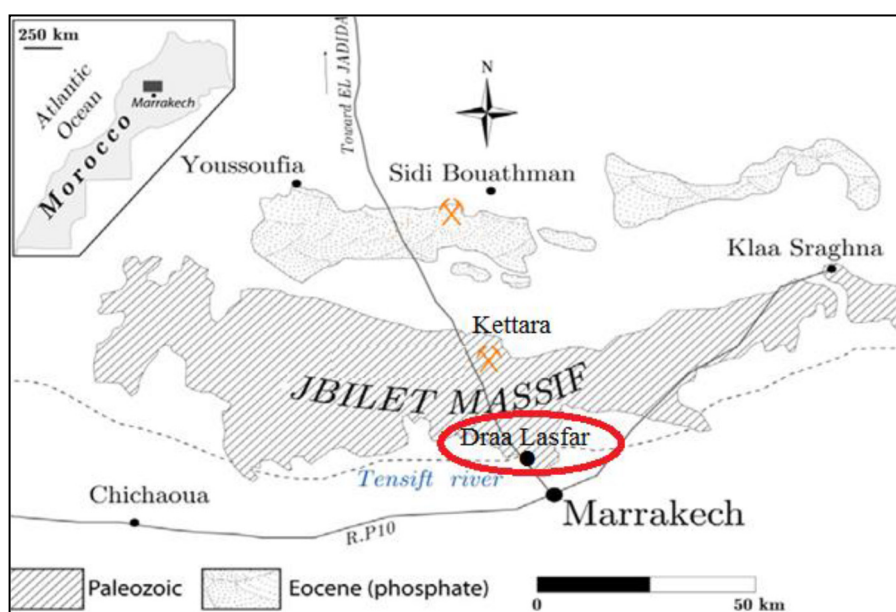 250 km
Atlantic
Ocean
Marrakech
Morocco
Toward EL JADIDA
N
Youssoufia
Sidi Bouathman
Klaa Sraghna
Kettara
JBILET MASSIF
Draa Lasfar
Tensift river
Chichaoua
Marrakech
R.P10
Paleozoic
Eocene (phosphate)
0
50 km